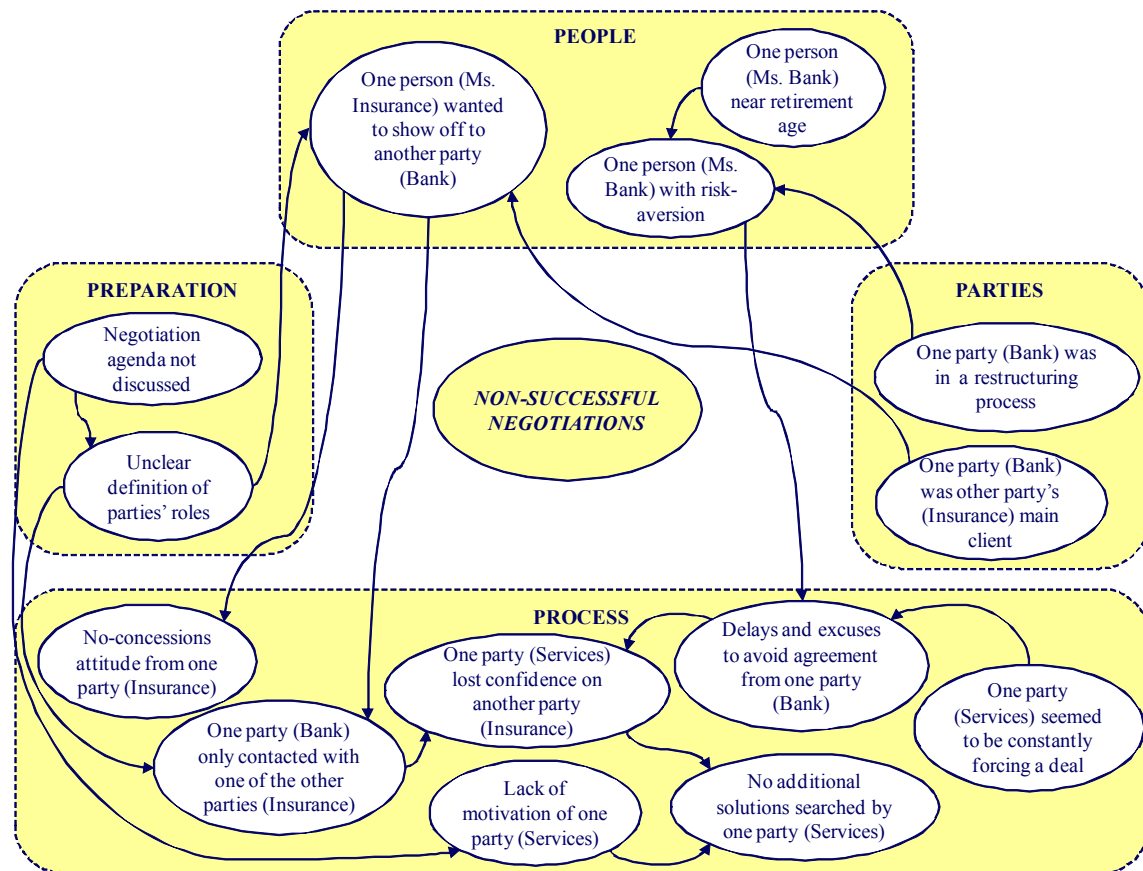 PEOPLE
One person (Ms.
Insurance) wanted
to show off to
another party
(Bank)
One person
(Ms. Bank)
near retirement
age
One person (Ms.
Bank) with risk-
aversion
PREPARATION
Negotiation
agenda not
discussed
Unclear
definition of
parties' roles
NON-SUCCESSFUL
NEGOTIATIONS
PARTIES
One party (Bank) was
in a restructuring
process
One party (Bank)
was other party's
(Insurance) main
client
PROCESS
No-concessions
attitude from one
party (Insurance)
One party (Bank)
only contacted with
one of the other
parties (Insurance)
One party (Services)
lost confidence on
another party
(Insurance)
Lack of
motivation of one
party (Services)
Delays and excuses
to avoid agreement
from one party
(Bank)
No additional
solutions searched by
one party (Services)
One party
(Services) seemed
to be constantly
forcing a deal